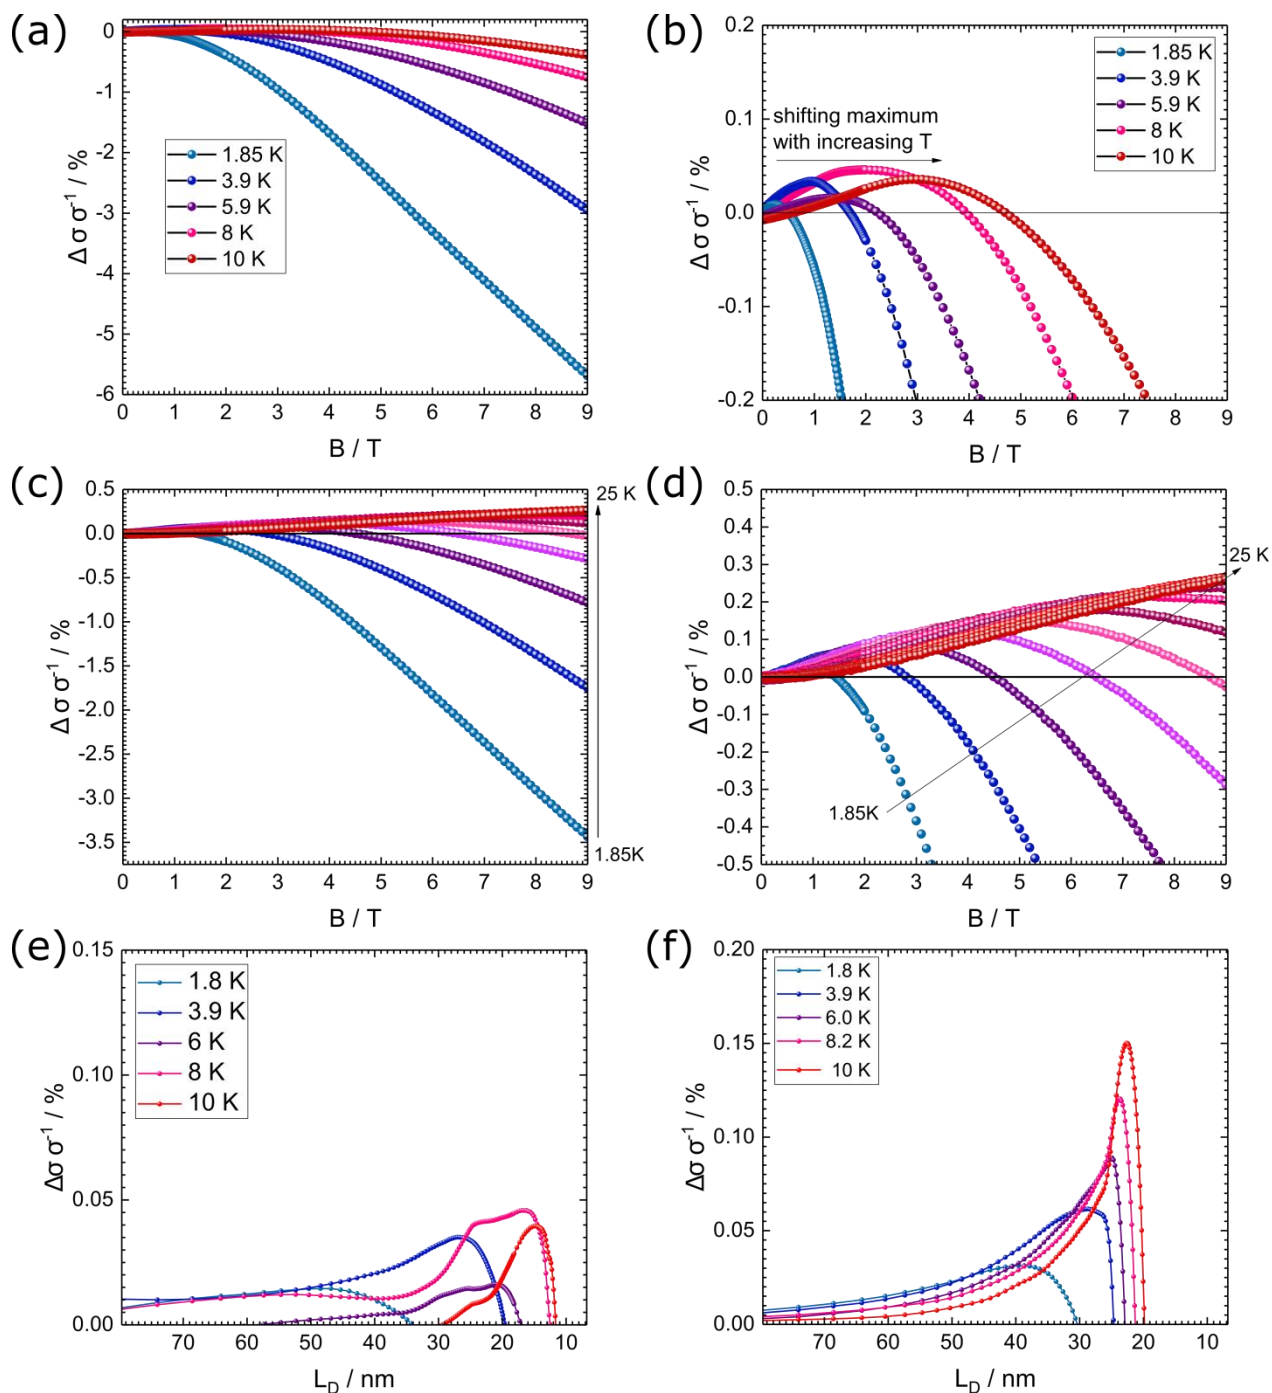 (a)
0
-1
-2
-3
-4
-5
-6
Δ σ σ⁻¹ / %
1.85 K
3.9 K
5.9 K
8 K
10 K
0 1 2 3 4 5 6 7 8 9
B / T
(b)
0.2
0.1
0.0
-0.1
-0.2
Δ σ σ⁻¹ / %
shifting maximum
with increasing T
1.85 K
3.9 K
5.9 K
8 K
10 K
0 1 2 3 4 5 6 7 8 9
B / T
(c)
0.5
0.0
-0.5
-1.0
-1.5
-2.0
-2.5
-3.0
-3.5
Δ σ σ⁻¹ / %
25 K
1.85K
0 1 2 3 4 5 6 7 8 9
B / T
(d)
0.5
0.4
0.3
0.2
0.1
0.0
-0.1
-0.2
-0.3
-0.4
-0.5
Δ σ σ⁻¹ / %
25 K
1.85K
0 1 2 3 4 5 6 7 8 9
B / T
(e)
0.15
0.10
0.05
0.00
Δσ σ⁻¹ / %
1.8 K
3.9 K
6 K
8 K
10 K
70 60 50 40 30 20 10
L_D / nm
(f)
0.20
0.15
0.10
0.05
0.00
Δσ σ⁻¹ / %
1.8 K
3.9 K
6.0 K
8.2 K
10 K
70 60 50 40 30 20 10
L_D / nm